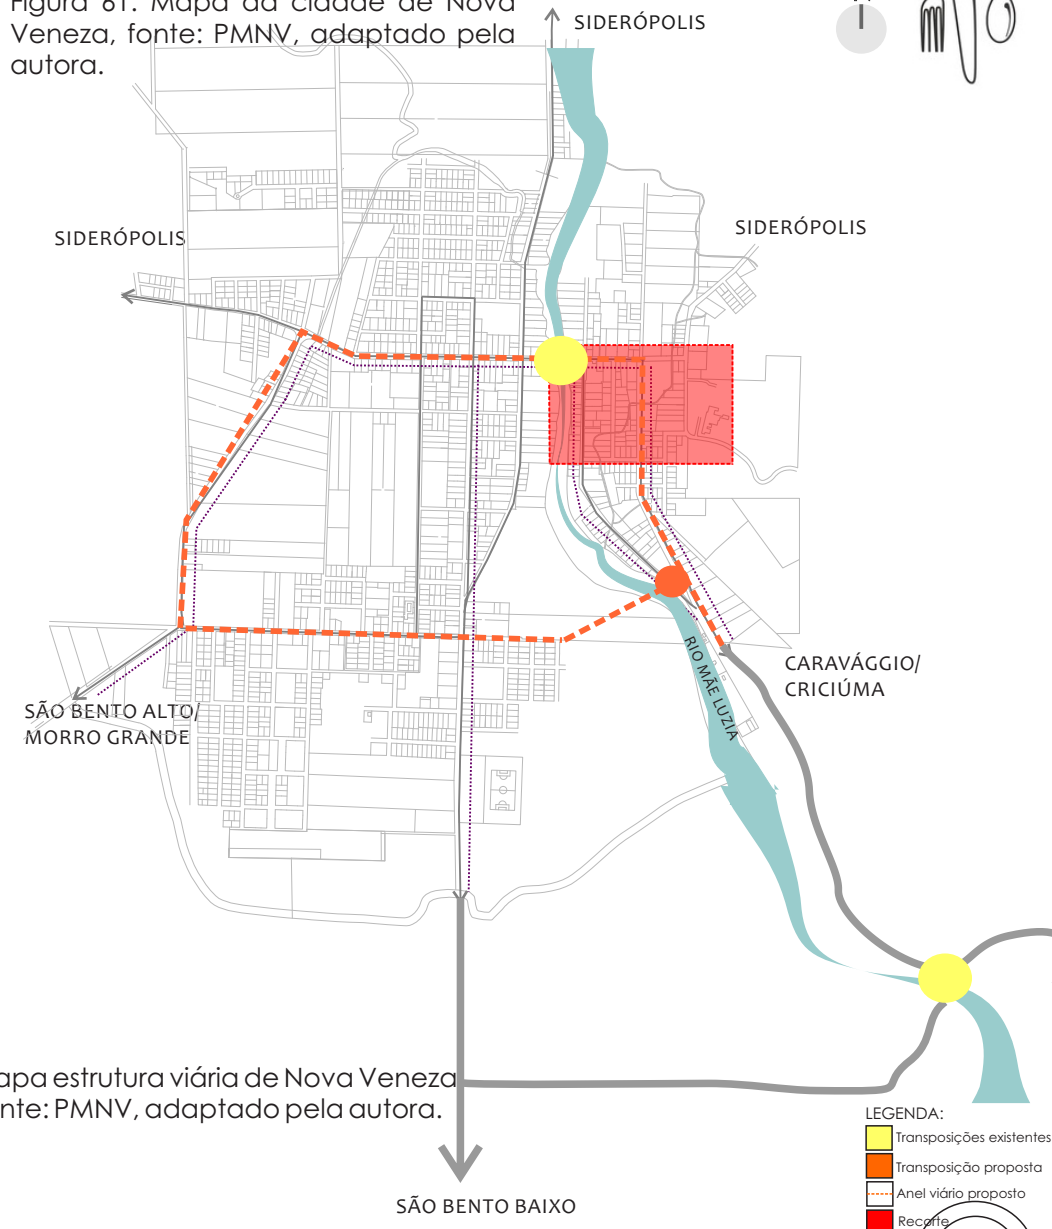 Figura 61: Mapa da cidade de Nova
Veneza, fonte: PMNV, adaptado pela
autora.
SIDERÓPOLIS
SIDERÓPOLIS
SIDERÓPOLIS
RIO MÃE LUZIA
CARAVÁGGIO/
CRICIÚMA
SÃO BENTO ALTO/
MORRO GRANDE
apa estrutura viária de Nova Veneza
nte: PMNV, adaptado pela autora.
SÃO BENTO BAIXO
LEGENDA:
Transposições existentes
Transposição proposta
Anel viário proposto
Recorte